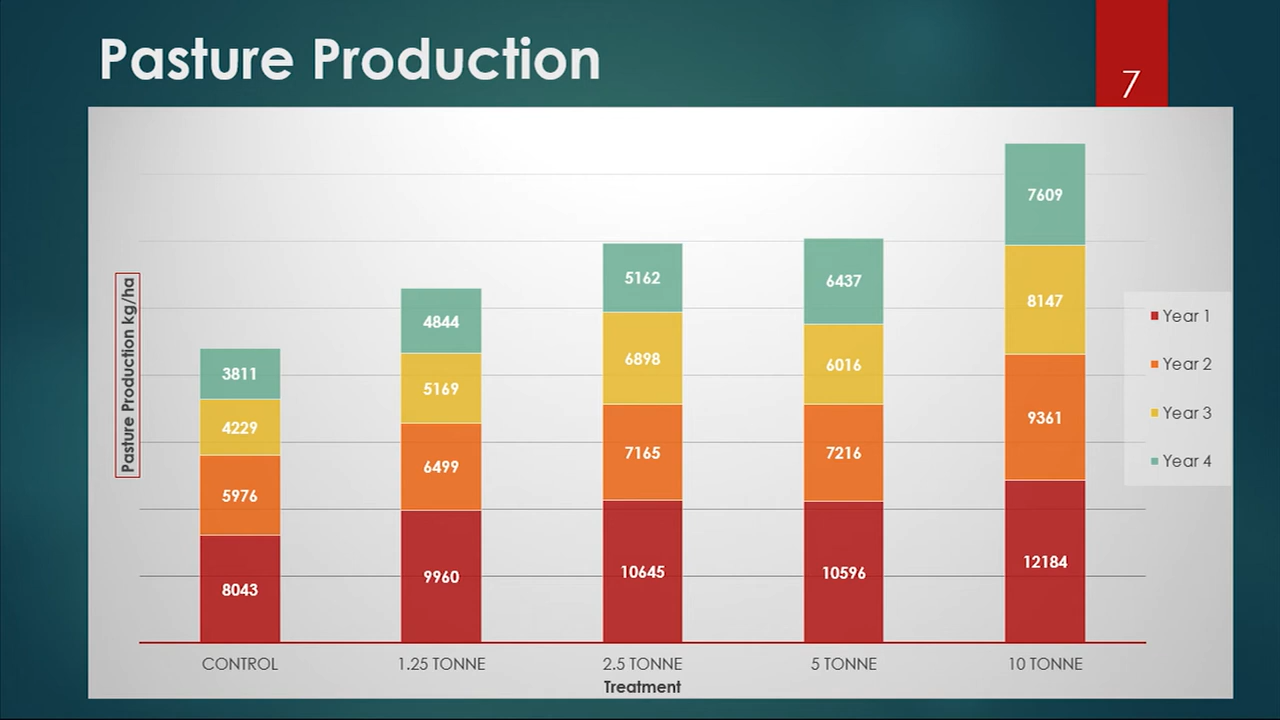 Pasture Production
7
Pasture Production kg/ha
3811
4229
5976
8043
4844
5169
6499
9960
5162
6898
7165
10645
6437
6016
7216
10596
7609
8147
9361
12184
Year 1
Year 2
Year 3
Year 4
CONTROL
1.25 TONNE
2.5 TONNE
5 TONNE
10 TONNE
Treatment